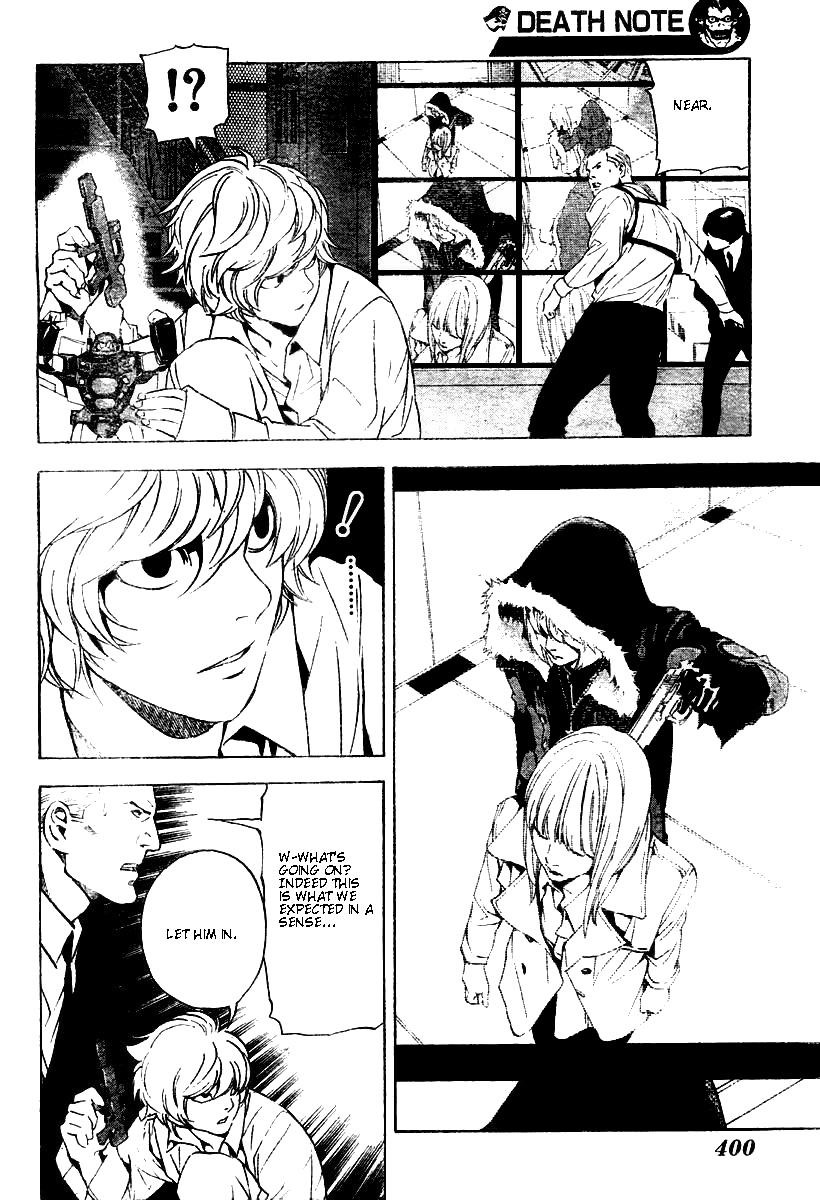 DEATH NOTE
NEAR.
!?
!
W-WHAT'S
GOING ON?
INDEED THIS
IS WHAT WE
EXPECTED IN A
SENSE...
LET HIM IN.
400